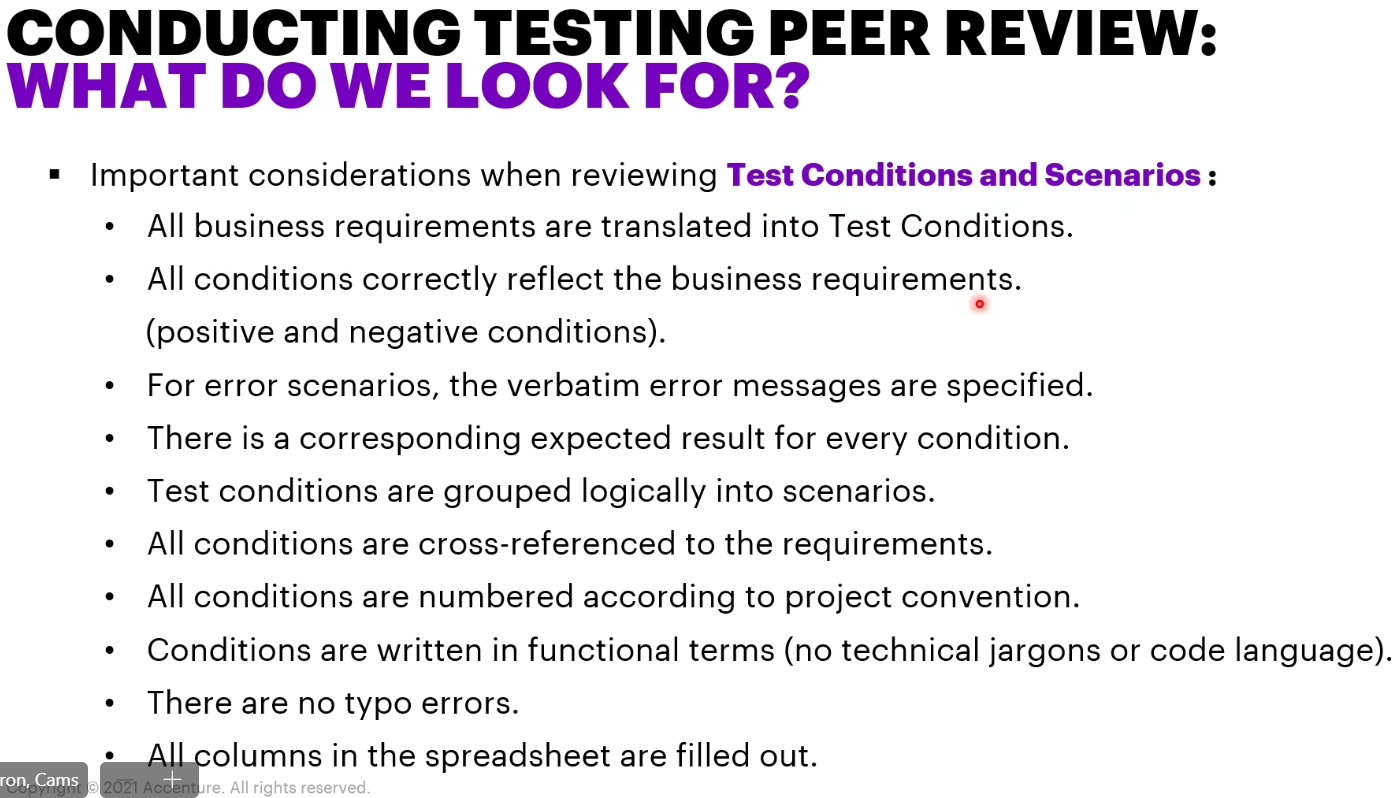 CONDUCTING TESTING PEER REVIEW:
WHAT DO WE LOOK FOR?
▪ Important considerations when reviewing Test Conditions and Scenarios :
• All business requirements are translated into Test Conditions.
• All conditions correctly reflect the business requirements.
(positive and negative conditions).
• For error scenarios, the verbatim error messages are specified.
• There is a corresponding expected result for every condition.
• Test conditions are grouped logically into scenarios.
• All conditions are cross-referenced to the requirements.
• All conditions are numbered according to project convention.
• Conditions are written in functional terms (no technical jargons or code language).
• There are no typo errors.
• All columns in the spreadsheet are filled out.
ron, Cams
Copyright © 2021 Accenture. All rights reserved.